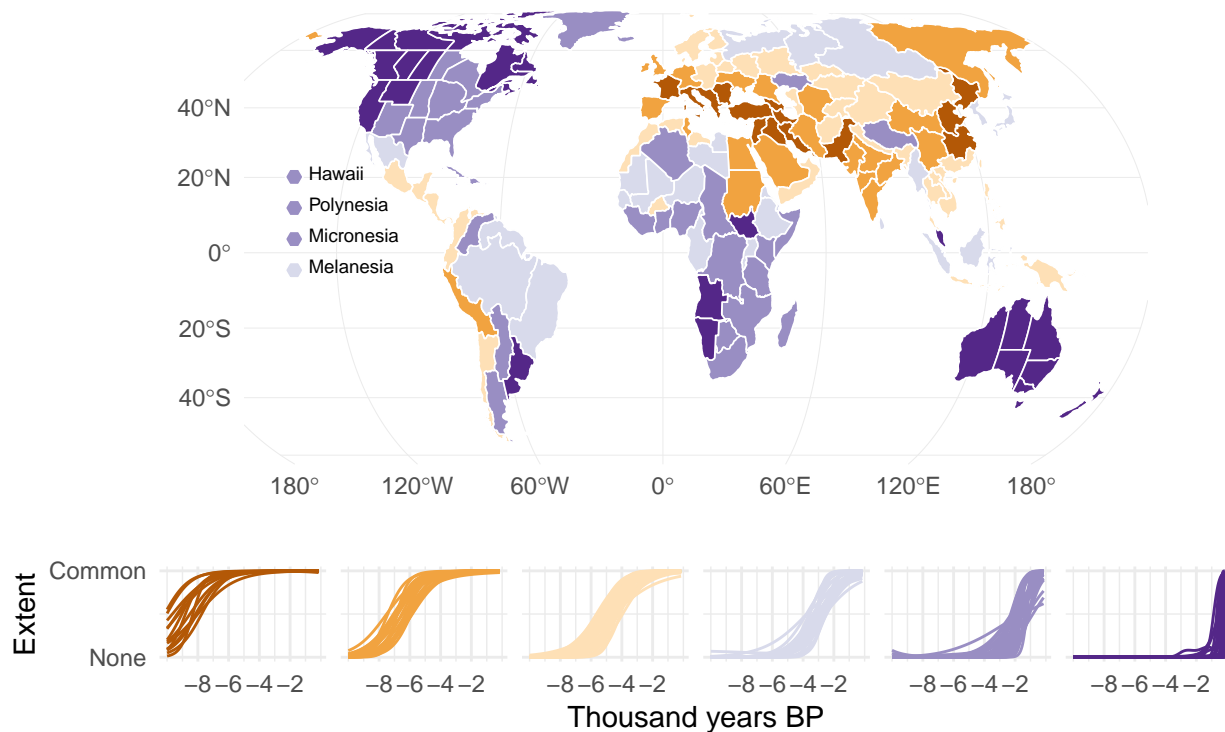 40°N
20°N
0°
20°S
40°S
Hawaii
Polynesia
Micronesia
Melanesia
180° 120°W 60°W 0° 60°E 120°E 180°
Extent
Common
None
−8 −6 −4 −2 −8 −6 −4 −2 −8 −6 −4 −2 −8 −6 −4 −2 −8 −6 −4 −2 −8 −6 −4 −2
Thousand years BP